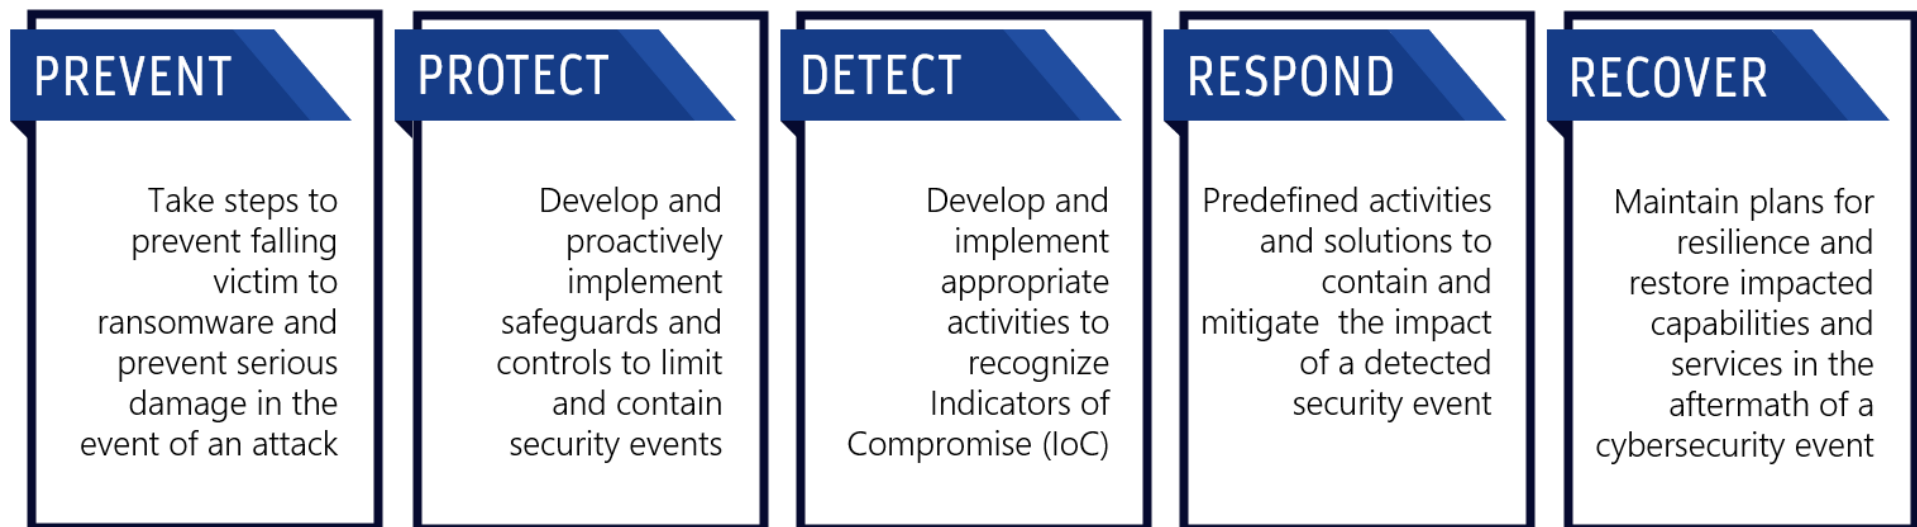 PREVENT
Take steps to
prevent falling
victim to
ransomware and
prevent serious
damage in the
event of an attack
PROTECT
Develop and
proactively
implement
safeguards and
controls to limit
and contain
security events
DETECT
Develop and
implement
appropriate
activities to
recognize
Indicators of
Compromise (IoC)
RESPOND
Predefined activities
and solutions to
contain and
mitigate  the impact
of a detected
security event
RECOVER
Maintain plans for
resilience and
restore impacted
capabilities and
services in the
aftermath of a
cybersecurity event